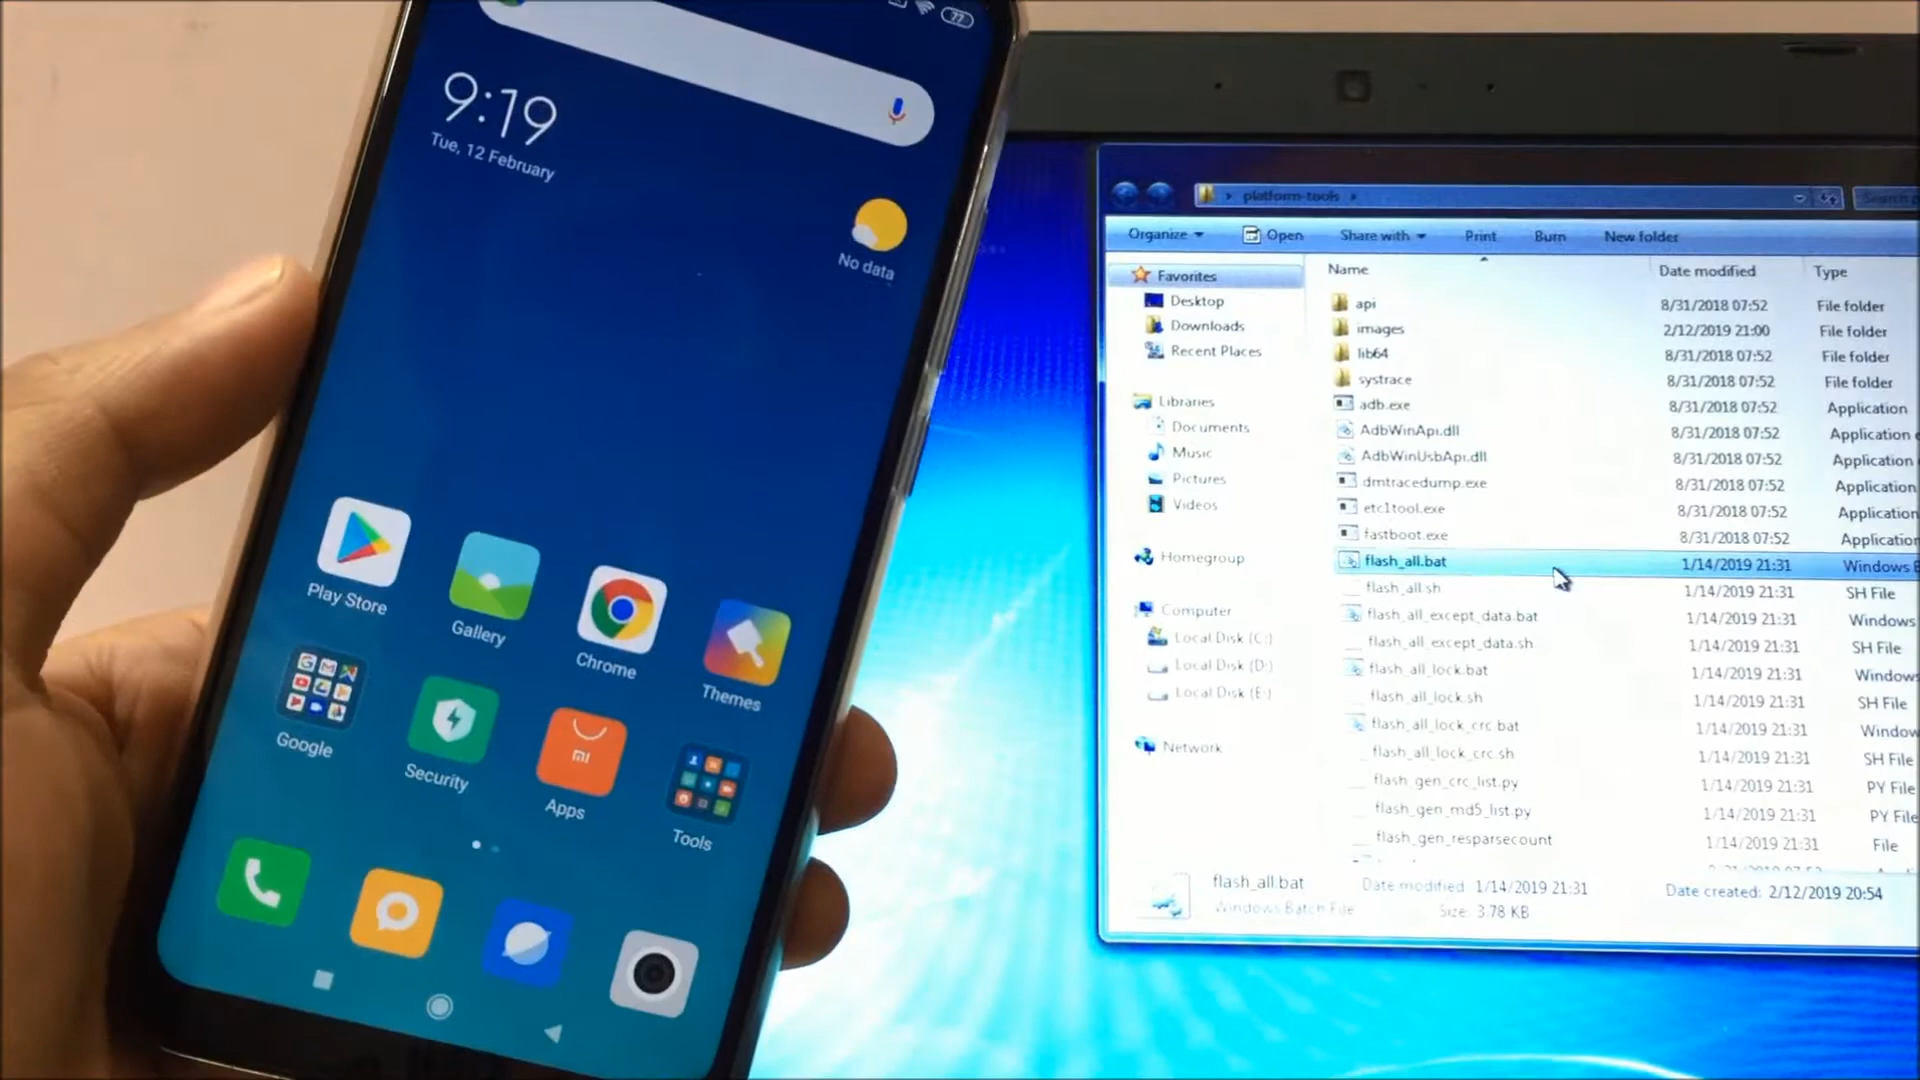 77
9:19
Tue, 12 February
No data
Play Store
Gallery
Chrome
Themes
Google
Security
mi
Apps
Tools
platform-tools
Organize
Open
Share with
Print
Burn
New folder
Favorites
Desktop
Downloads
Recent Places
Libraries
Documents
Music
Pictures
Videos
Homegroup
Computer
Local Disk (C:)
Local Disk (D:)
Local Disk (E:)
Network
Name Date modified Type
api 8/31/2018 07:52 File folder
images 2/12/2019 21:00 File folder
lib64 8/31/2018 07:52 File folder
systrace 8/31/2018 07:52 File folder
adb.exe 8/31/2018 07:52 Application
AdbWinApi.dll 8/31/2018 07:52 Application
AdbWinUsbApi.dll 8/31/2018 07:52 Application
dmtracedump.exe 8/31/2018 07:52 Application
etc1tool.exe 8/31/2018 07:52 Application
fastboot.exe 8/31/2018 07:52 Application
flash_all.bat 1/14/2019 21:31 Windows
flash_all.sh 1/14/2019 21:31 SH File
flash_all_except_data.bat 1/14/2019 21:31 Windows
flash_all_except_data.sh 1/14/2019 21:31 SH File
flash_all_lock.bat 1/14/2019 21:31 Windows
flash_all_lock.sh 1/14/2019 21:31 SH File
flash_all_lock_crc.bat 1/14/2019 21:31 Window
flash_all_lock_crc.sh 1/14/2019 21:31 SH File
flash_gen_crc_list.py 1/14/2019 21:31 PY File
flash_gen_md5_list.py 1/14/2019 21:31 PY File
flash_gen_resparsecount 1/14/2019 21:31 File
flash_all.bat Date modified: 1/14/2019 21:31 Date created: 2/12/2019 20:54
Windows Batch File Size: 3.78 KB